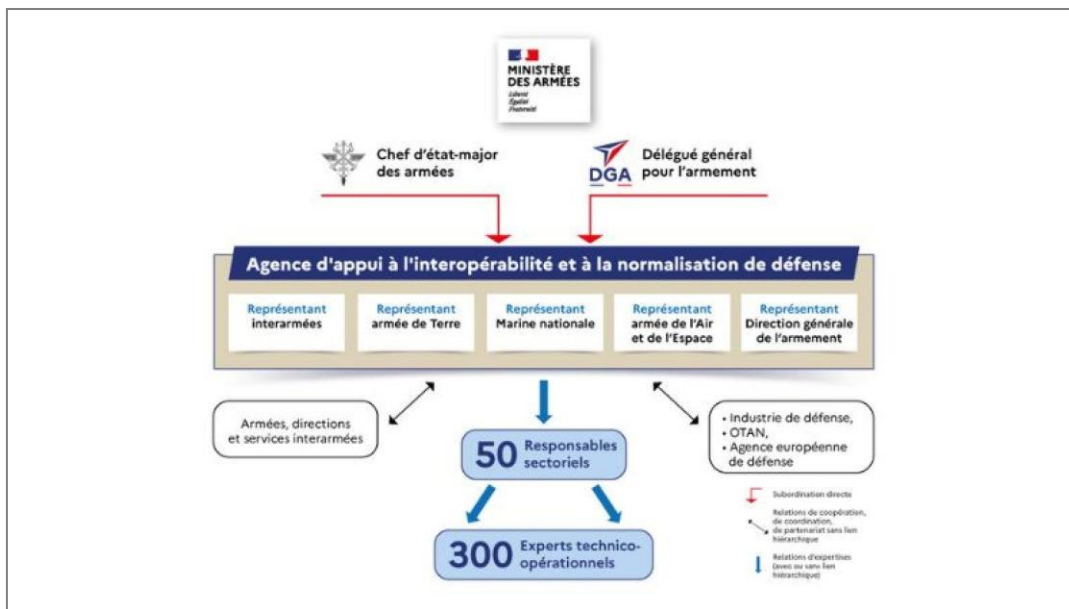 MINISTÈRE
DES ARMÉES
Liberté
Égalité
Fraternité
Chef d'état-major
des armées
DGA
Délégué général
pour l'armement
Agence d'appui à l'interopérabilité et à la normalisation de défense
Représentant
interarmées
Représentant
armée de Terre
Représentant
Marine nationale
Représentant
armée de l'Air
et de l'Espace
Représentant
Direction générale
de l'armement
Armées, directions
et services interarmées
50 Responsables
sectoriels
• Industrie de défense,
• OTAN,
• Agence européenne
de défense
300 Experts technico-
opérationnels
Subordination directe
Relations de coopération,
de coordination,
de partenariat sans lien
hiérarchique
Relations d'expertises
(avec ou sans lien
hiérarchique)